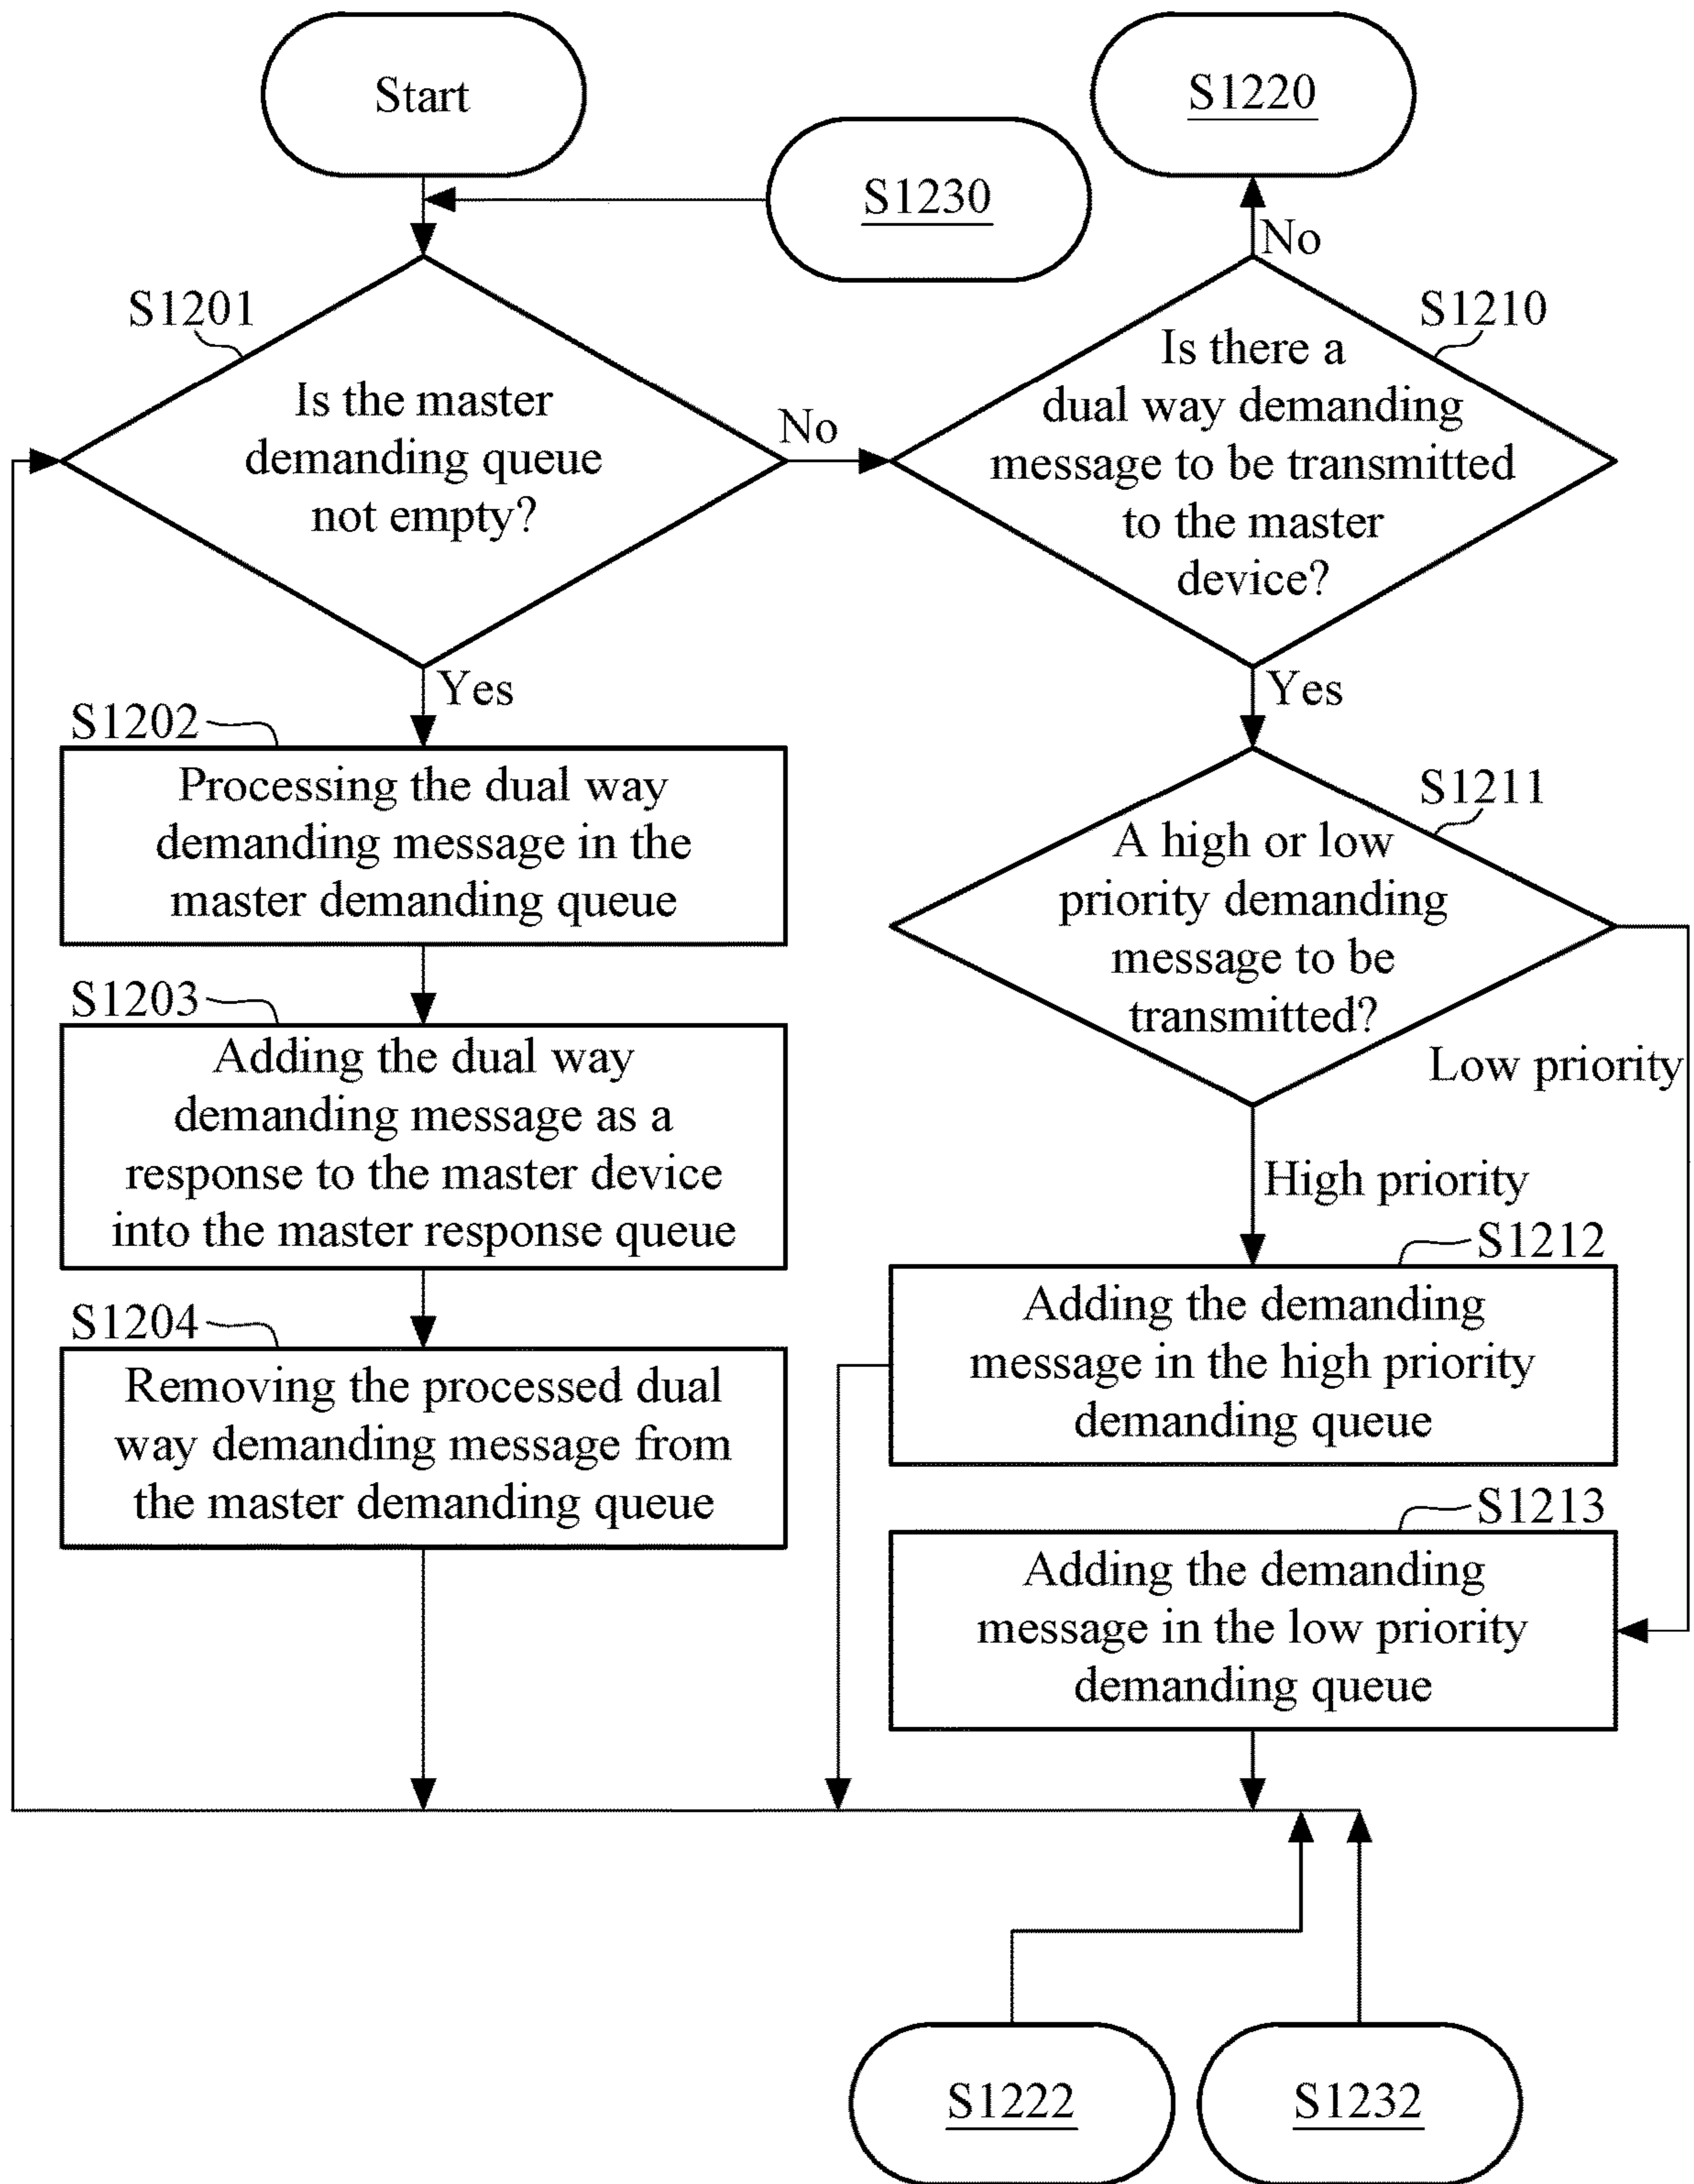 Start
S1220
S1230
No
S1201
Is the master
demanding queue
not empty?
No
S1210
Is there a
dual way demanding
message to be transmitted
to the master
device?
Yes
Yes
S1202
Processing the dual way
demanding message in the
master demanding queue
S1211
A high or low
priority demanding
message to be
transmitted?
Low priority
High priority
S1203
Adding the dual way
demanding message as a
response to the master device
into the master response queue
S1212
Adding the demanding
message in the high priority
demanding queue
S1204
Removing the processed dual
way demanding message from
the master demanding queue
S1213
Adding the demanding
message in the low priority
demanding queue
S1222
S1232